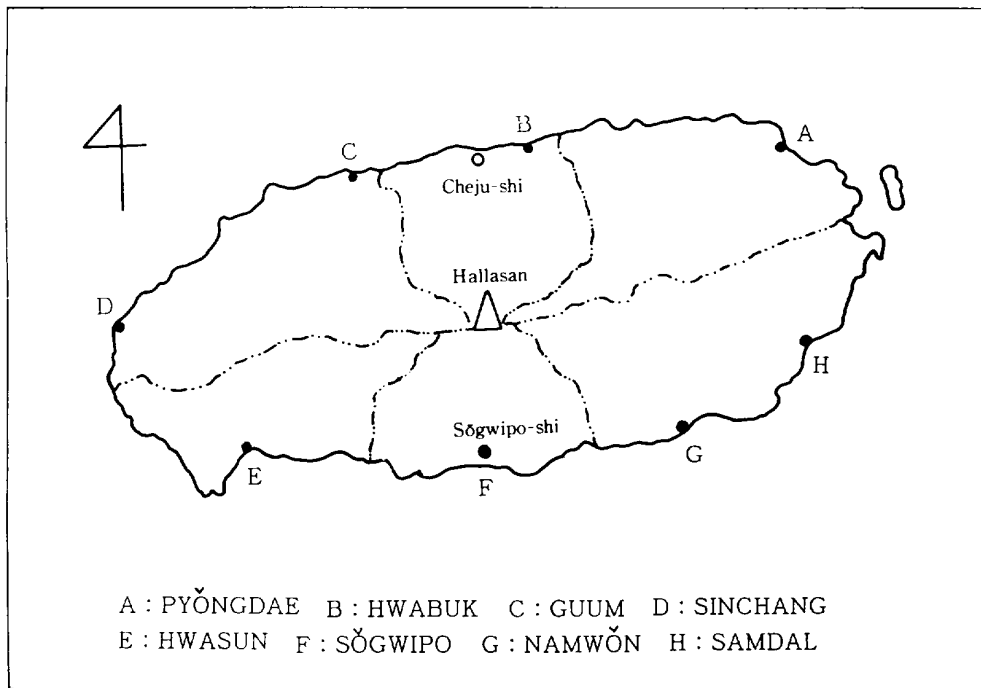 B
A
C
Cheju-shi
Hallasan
D
H
Sŏgwipo-shi
G
E
F
A : PYŎNGDAE B : HWABUK C : GUUM D : SINCHANG
E : HWASUN F : SŎGWIPO G : NAMWŎN H : SAMDAL